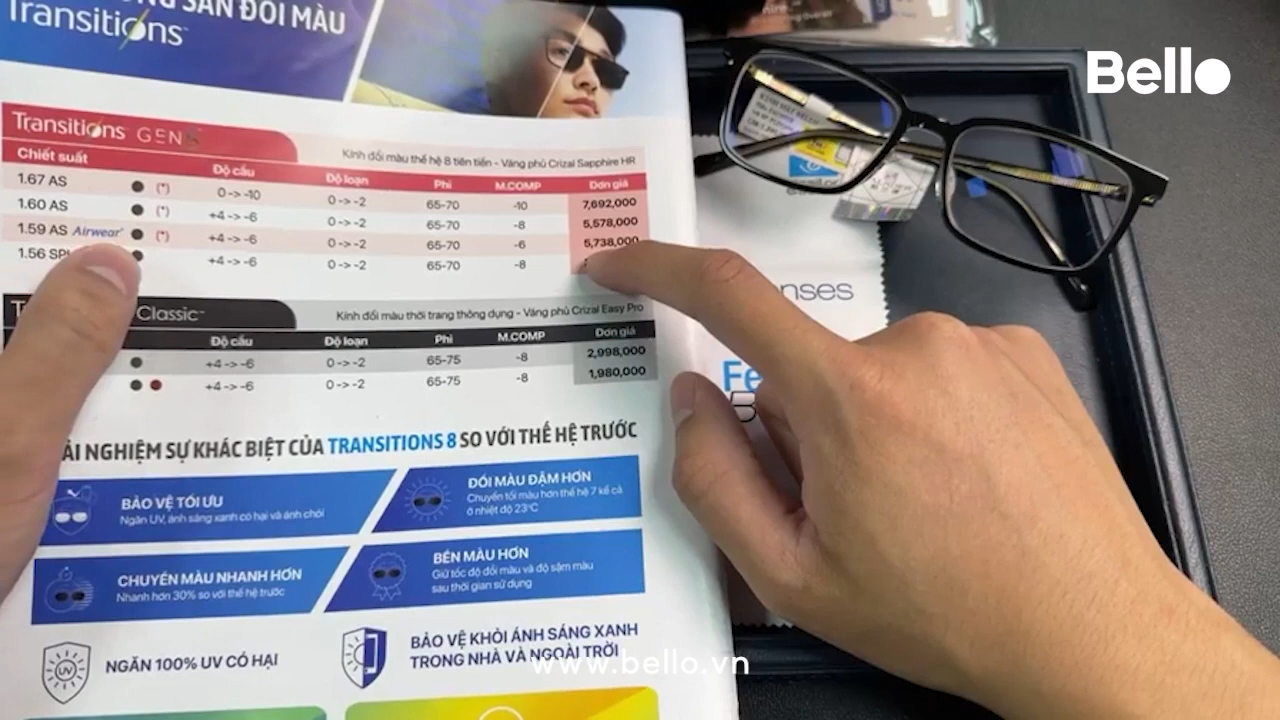 SẢN ĐỔI MÀU
Transitions™
Bello
Transitions GEN 8
Kính đổi màu thế hệ 8 tiên tiến - Váng phủ Crizal Sapphire HR
Chiết suất Độ cầu Độ loạn Phi M.COMP Đơn giá
1.67 AS (*) 0 -> -10 0 -> -2 65-70 -10 7,692,000
1.60 AS (*) +4 -> -6 0 -> -2 65-70 -8 5,578,000
1.59 AS Airwear (*) +4 -> -6 0 -> -2 65-70 -6 5,738,000
1.56 +4 -> -6 0 -> -2 65-70 -8
Classic™
Kính đổi màu thời trang thông dụng - Váng phủ Crizal Easy Pro
Độ cầu Độ loạn Phi M.COMP Đơn giá
+4 -> -6 0 -> -2 65-75 -8 2,998,000
+4 -> -6 0 -> -2 65-75 -8 1,980,000
NGHIỆM SỰ KHÁC BIỆT CỦA TRANSITIONS 8 SO VỚI THẾ HỆ TRƯỚC
BẢO VỆ TỐI ƯU
Ngăn UV, ánh sáng xanh có hại và ánh chói
ĐỔI MÀU ĐẬM HƠN
Chuyển tối màu hơn thế hệ 7 kể cả
ở nhiệt độ 23°C
CHUYỂN MÀU NHANH HƠN
Nhanh hơn 30% so với thế hệ trước
BỀN MÀU HƠN
Giữ tốc độ đổi màu và độ sậm màu
sau thời gian sử dụng
UV
NGĂN 100% UV CÓ HẠI
BẢO VỆ KHỎI ÁNH SÁNG XANH
TRONG NHÀ VÀ NGOÀI TRỜI
www.bello.vn